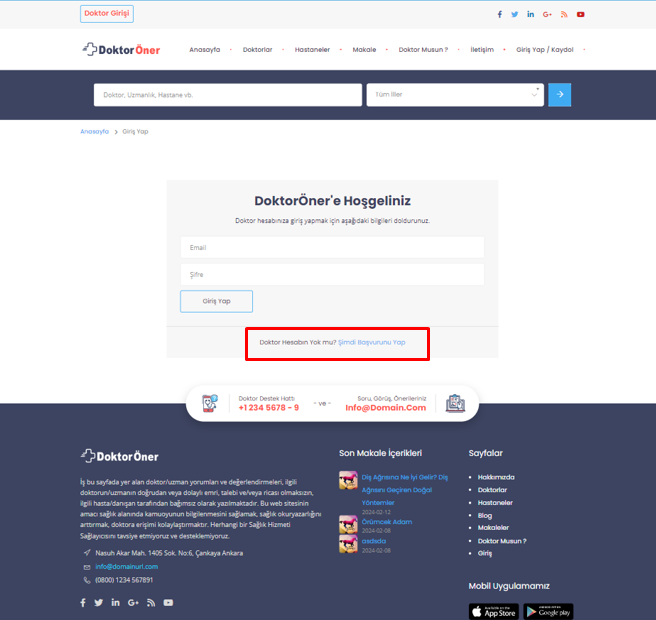 Doktor Girişi
DoktorÖner
Anasayfa
Doktorlar
Hastaneler
Makale
Doktor Musun ?
İletişim
Giriş Yap / Kaydol
Doktor, Uzmanlık, Hastane vb.
Tüm İller
Anasayfa > Giriş Yap
DoktorÖner'e Hoşgeliniz
Doktor hesabınıza giriş yapmak için aşağıdaki bilgileri doldurunuz.
Email
Şifre
Giriş Yap
Doktor Hesabın Yok mu? Şimdi Başvurunu Yap
Doktor Destek Hattı
+1 234 5678 - 9
- ve -
Soru, Görüş, Önerileriniz
Info@Domain.Com
DoktorÖner
İş bu sayfada yer alan doktor/uzman yorumları ve değerlendirmeleri, ilgili
doktorun/uzmanın doğrudan veya dolaylı emri, talebi ve/veya ricası olmaksızın,
ilgili hasta/danışan tarafından bağımsız olarak yazılmaktadır. Bu web sitesinin
amacı sağlık alanında kamuoyunun bilgilenmesini sağlamak, sağlık okuryazarlığını
arttırmak, doktora erişimi kolaylaştırmaktır. Herhangi bir Sağlık Hizmeti
Sağlayıcısını tavsiye etmiyoruz ve desteklemiyoruz.
Nasuh Akar Mah. 1405 Sok. No:6, Çankaya Ankara
info@domainurl.com
(0800) 1234 567891
Son Makale İçerikleri
Diş Ağrısına Ne İyi Gelir? Diş
Ağrısını Geçiren Doğal
Yöntemler
2024-02-12
Örümcek Adam
2024-02-08
asdsda
2024-02-08
Sayfalar
Hakkımızda
Doktorlar
Hastaneler
Blog
Makaleler
Doktor Musun ?
Giriş
Mobil Uygulamamız
App Store
Google play